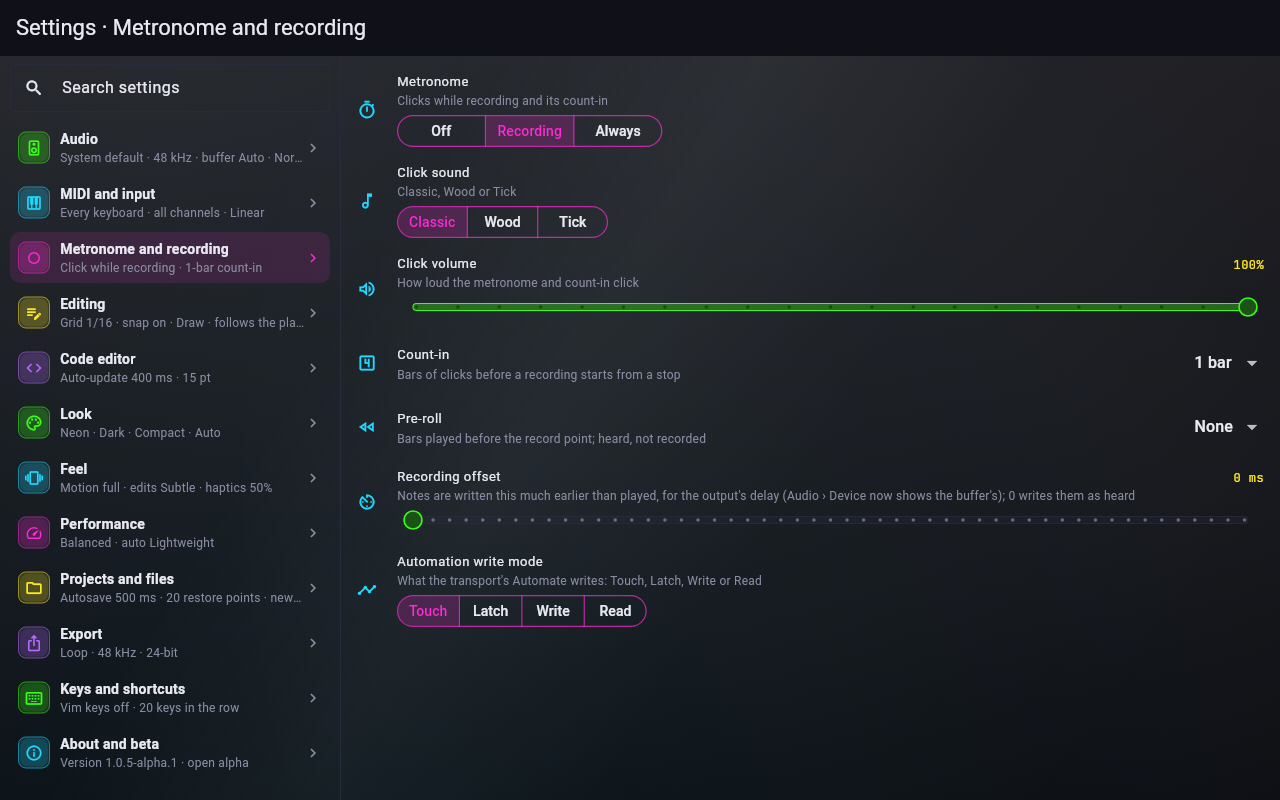 Settings · Metronome and recording
Search settings
Audio
System default · 48 kHz · buffer Auto · Nor…
MIDI and input
Every keyboard · all channels · Linear
Metronome and recording
Click while recording · 1-bar count-in
Editing
Grid 1/16 · snap on · Draw · follows the pla…
Code editor
Auto-update 400 ms · 15 pt
Look
Neon · Dark · Compact · Auto
Feel
Motion full · edits Subtle · haptics 50%
Performance
Balanced · auto Lightweight
Projects and files
Autosave 500 ms · 20 restore points · new…
Export
Loop · 48 kHz · 24-bit
Keys and shortcuts
Vim keys off · 20 keys in the row
About and beta
Version 1.0.5-alpha.1 · open alpha
Metronome
Clicks while recording and its count-in
Off Recording Always
Click sound
Classic, Wood or Tick
Classic Wood Tick
Click volume 100%
How loud the metronome and count-in click
Count-in
Bars of clicks before a recording starts from a stop
1 bar
Pre-roll
Bars played before the record point; heard, not recorded
None
Recording offset 0 ms
Notes are written this much earlier than played, for the output's delay (Audio › Device now shows the buffer's); 0 writes them as heard
Automation write mode
What the transport's Automate writes: Touch, Latch, Write or Read
Touch Latch Write Read